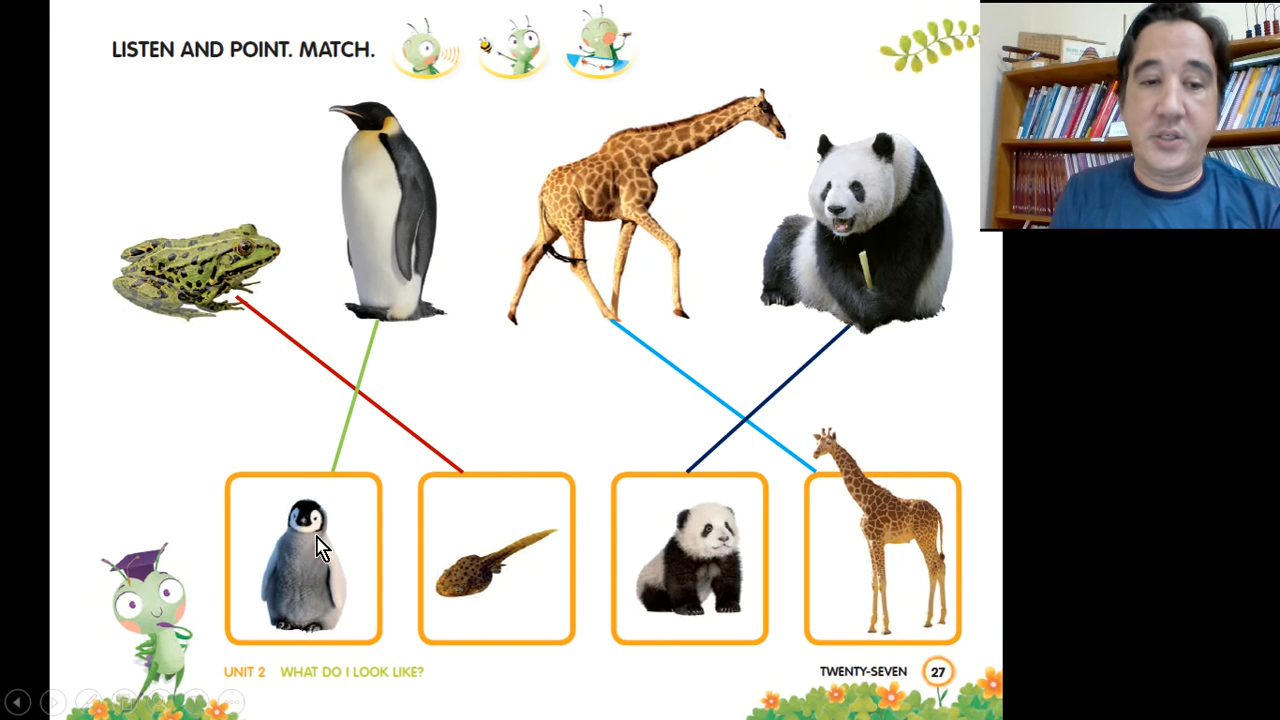 LISTEN AND POINT. MATCH.
UNIT 2 WHAT DO I LOOK LIKE?
TWENTY-SEVEN 27